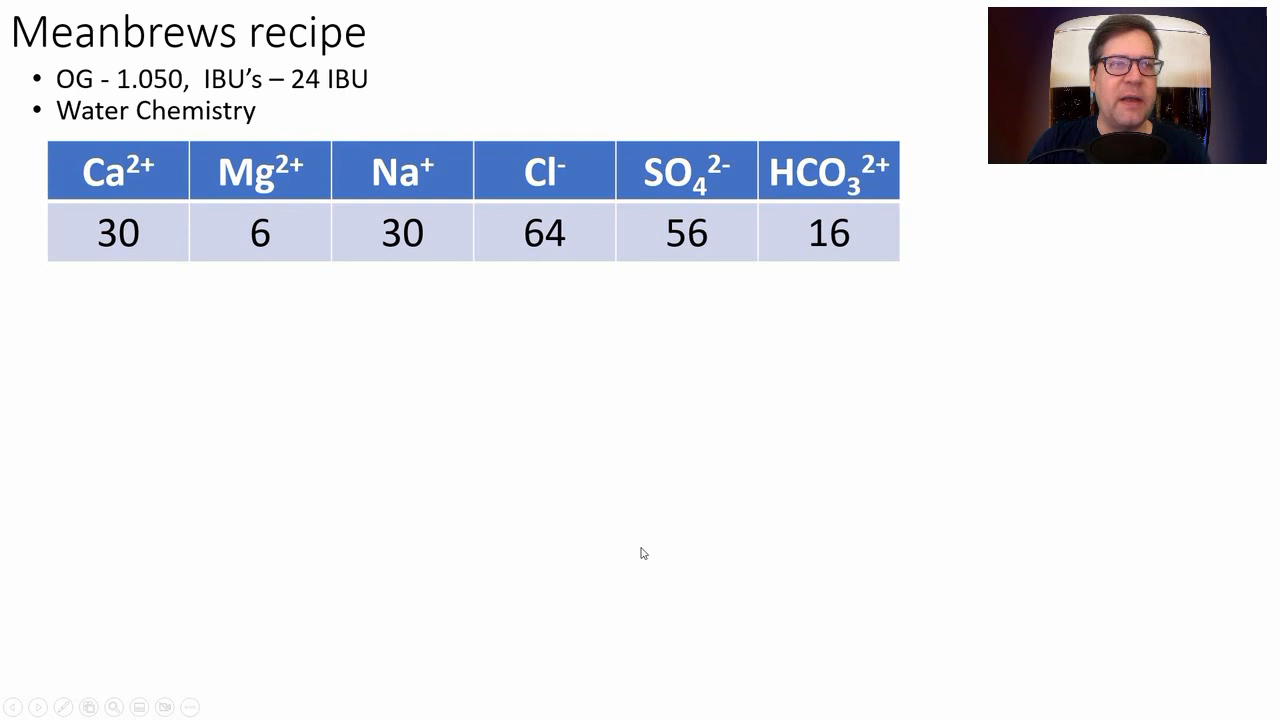 Meanbrews recipe
• OG - 1.050, IBU’s – 24 IBU
• Water Chemistry
Ca²⁺ Mg²⁺ Na⁺ Cl⁻ SO₄²⁻ HCO₃²⁺
30 6 30 64 56 16